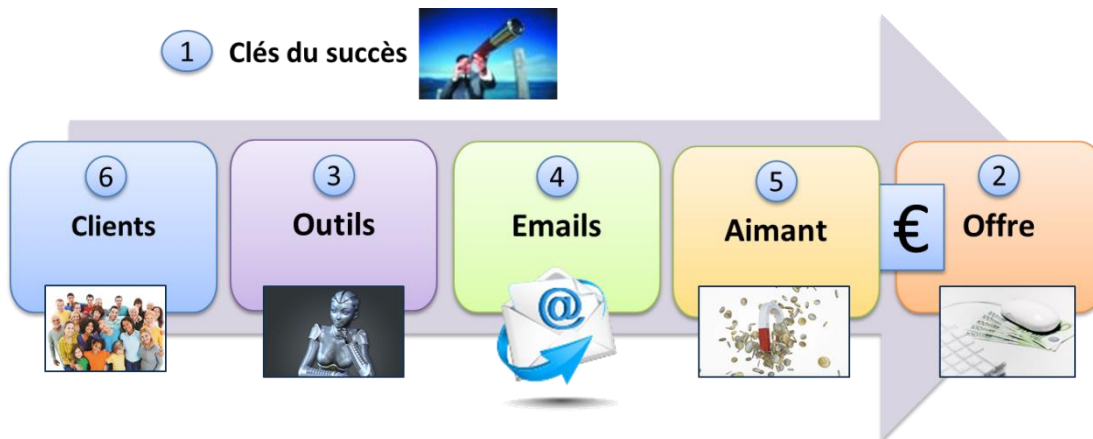 1 Clés du succès
6
Clients
3
Outils
4
Emails
@
5
Aimant
€
2
Offre